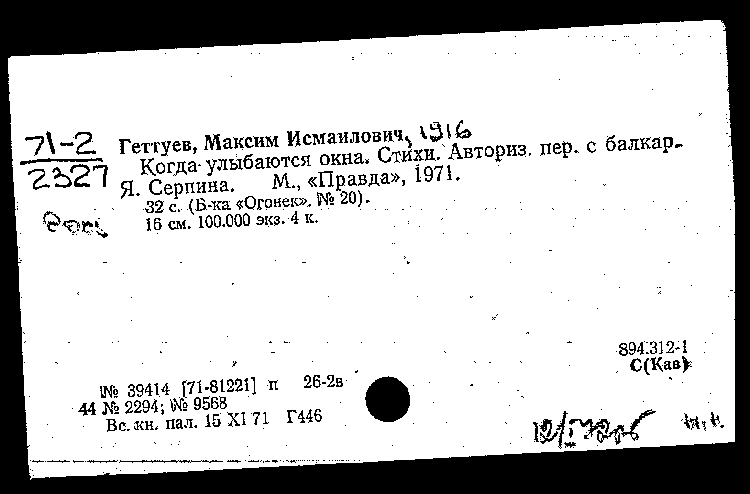 71-2
2327
Геттуев, Максим Исмаилович, 1916
Когда улыбаются окна. Стихи. Авториз. пер. с балкар.
Я. Серпина. М., «Правда», 1971.
32 с. (Б-ка «Огонек». № 20).
16 см. 100.000 экз. 4 к.
894.312-1
С(Кав)
№ 39414 [71-81221] п 26-2в
44 № 2294; № 9568
Вс. кн. пал. 15 XI 71 Г446